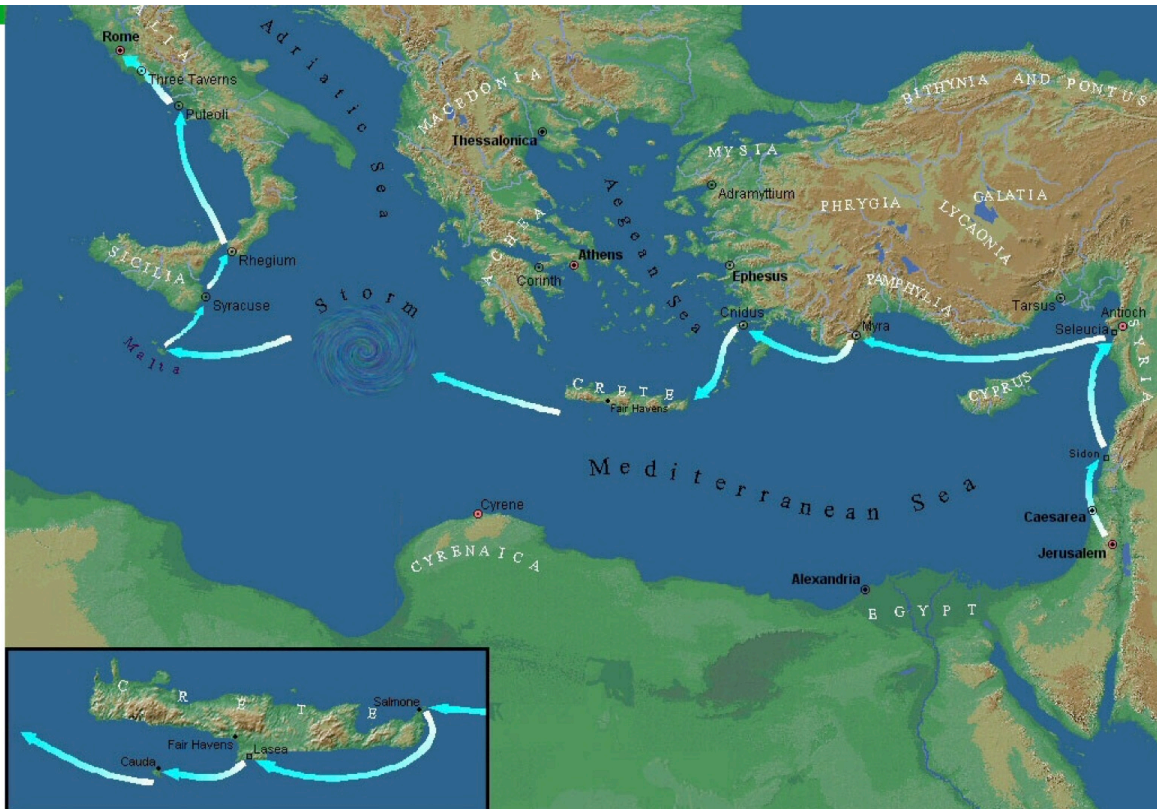 ALIA
Rome
Three Taverns
Puteoli
Adriatic Sea
MACEDONIA
Thessalonica
BITHYNIA AND PONTUS
MYSIA
Adramyttium
Aegean Sea
PHRYGIA
GALATIA
LYCAONIA
SICILIA
Rhegium
Syracuse
Malta
Storm
ACHEA
Corinth
Athens
Ephesus
PAMPHYLIA
Cnidus
Myra
Tarsus
Antioch
Seleucia
SYRIA
CYPRUS
CRETE
Fair Havens
Sidon
Mediterranean Sea
Cyrene
CYRENAICA
Caesarea
Jerusalem
Alexandria
EGYPT
CRETE
Salmone
Fair Havens
Lasea
Cauda